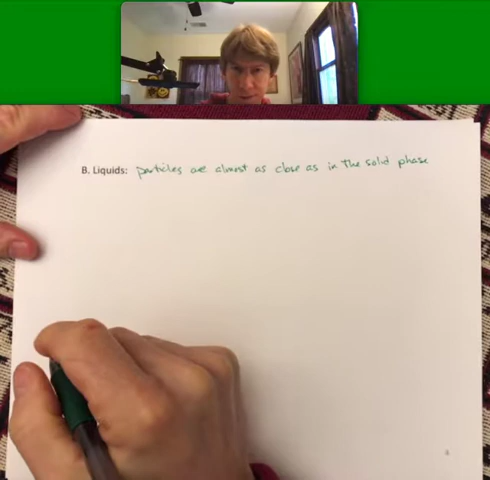 B. Liquids: particles are almost as close as in the solid phase